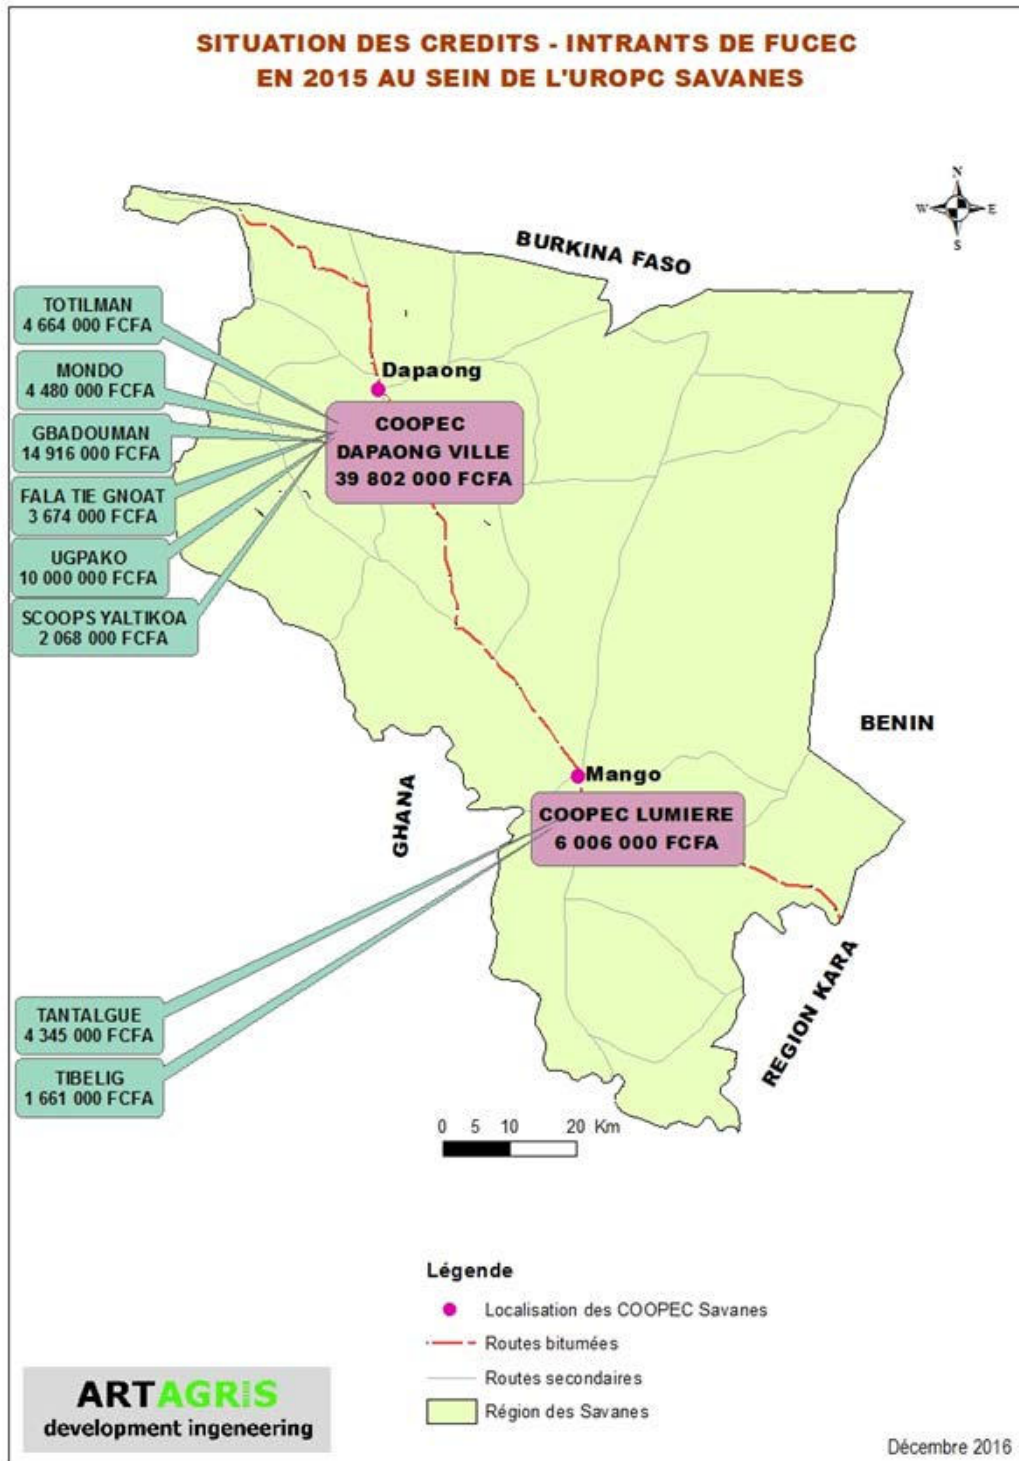 SITUATION DES CREDITS - INTRANTS DE FUCEC
EN 2015 AU SEIN DE L'UROPC SAVANES
N
W
E
S
BURKINA FASO
TOTILMAN
4 664 000 FCFA
MONDO
4 480 000 FCFA
GBADOUMAN
14 916 000 FCFA
FALA TIE GNOAT
3 674 000 FCFA
UGPAKO
10 000 000 FCFA
SCOOPS YALTIKOA
2 068 000 FCFA
Dapaong
COOPEC
DAPAONG VILLE
39 802 000 FCFA
BENIN
Mango
COOPEC LUMIERE
6 006 000 FCFA
GHANA
REGION KARA
TANTALGUE
4 345 000 FCFA
TIBELIG
1 661 000 FCFA
0 5 10 20 Km
Légende
Localisation des COOPEC Savanes
Routes bitumées
Routes secondaires
Région des Savanes
ARTAGRIS
development ingeneering
Décembre 2016